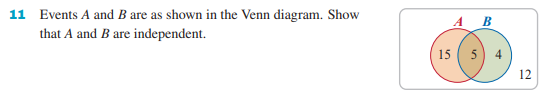 11 Events A and B are as shown in the Venn diagram. Show
that A and B are independent.
A B
15 5 4
12